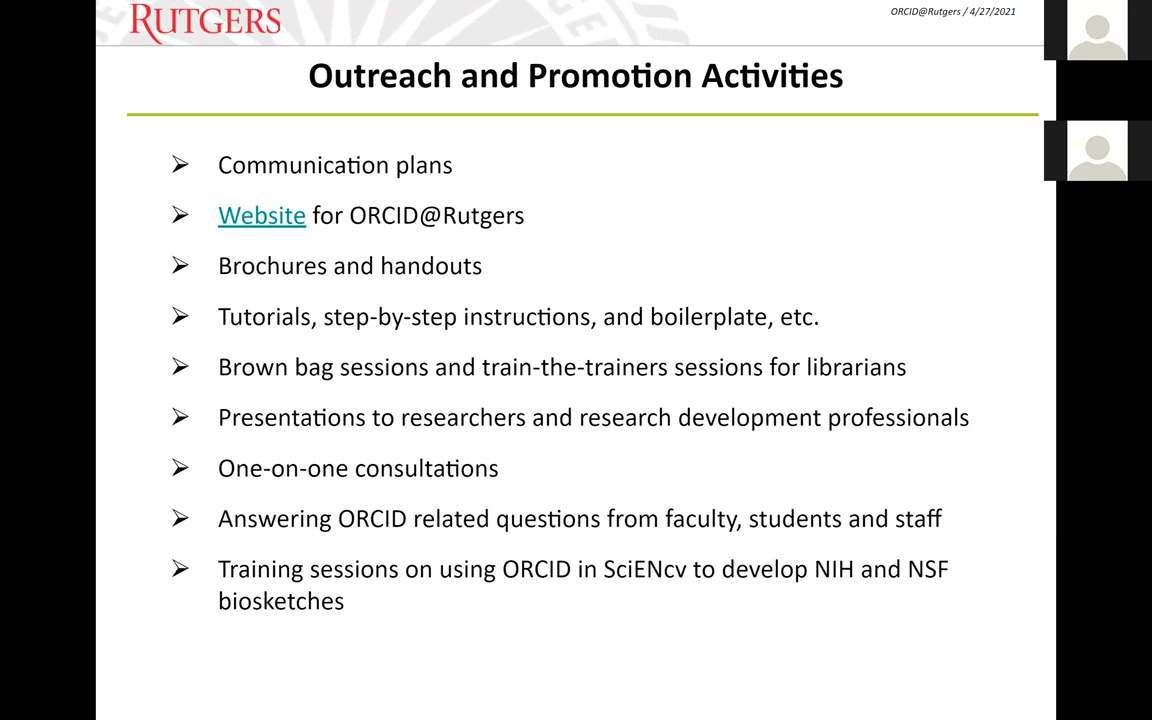 RUTGERS
ORCID@Rutgers / 4/27/2021
Outreach and Promotion Activities
➢ Communication plans
➢ Website for ORCID@Rutgers
➢ Brochures and handouts
➢ Tutorials, step-by-step instructions, and boilerplate, etc.
➢ Brown bag sessions and train-the-trainers sessions for librarians
➢ Presentations to researchers and research development professionals
➢ One-on-one consultations
➢ Answering ORCID related questions from faculty, students and staff
➢ Training sessions on using ORCID in SciENcv to develop NIH and NSF
biosketches